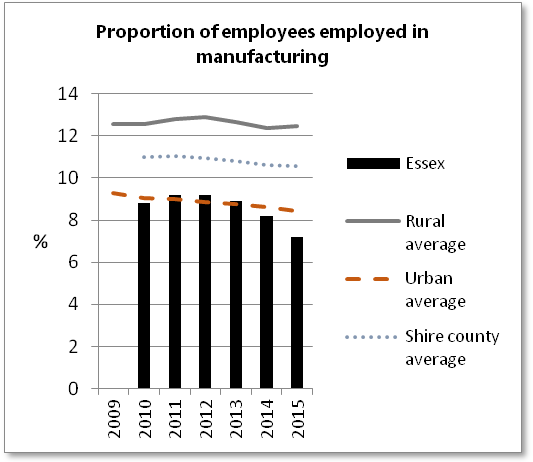 Proportion of employees employed in
manufacturing
14
12
10
8
6
4
2
0
%
2009
2010
2011
2012
2013
2014
2015
Essex
Rural
average
Urban
average
Shire county
average